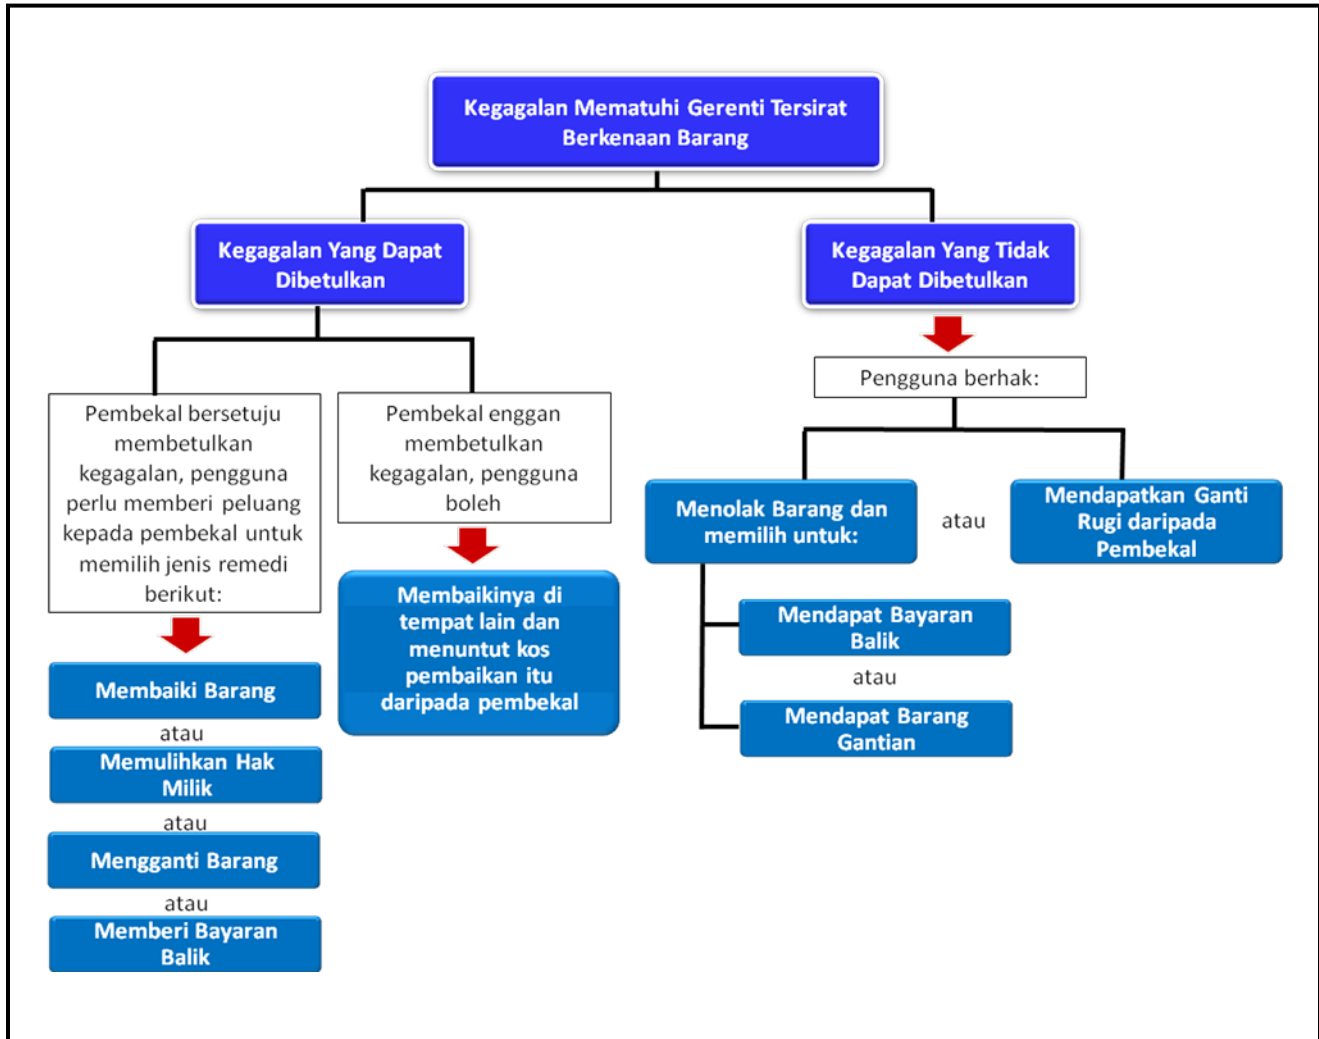 Kegagalan Mematuhi Gerenti Tersirat
Berkenaan Barang
Kegagalan Yang Dapat
Dibetulkan
Kegagalan Yang Tidak
Dapat Dibetulkan
Pembekal bersetuju
membetulkan
kegagalan, pengguna
perlu memberi peluang
kepada pembekal untuk
memilih jenis remedi
berikut:
Membaiki Barang
atau
Memulihkan Hak
Milik
atau
Mengganti Barang
atau
Memberi Bayaran
Balik
Pembekal enggan
membetulkan
kegagalan, pengguna
boleh
Membaikinya di
tempat lain dan
menuntut kos
pembaikan itu
daripada pembekal
Pengguna berhak:
Menolak Barang dan
memilih untuk:
atau
Mendapatkan Ganti
Rugi daripada
Pembekal
Mendapat Bayaran
Balik
atau
Mendapat Barang
Gantian